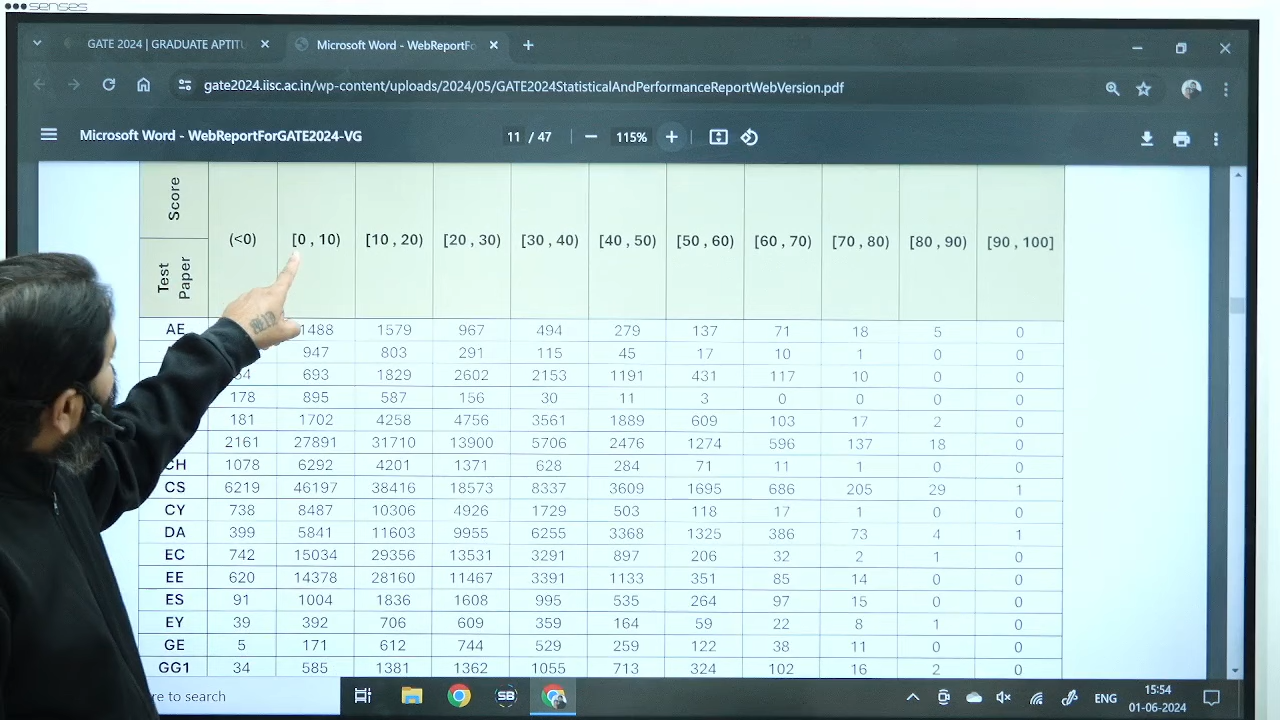 senses
GATE 2024 | GRADUATE APTIT
Microsoft Word - WebReportFo
gate2024.iisc.ac.in/wp-content/uploads/2024/05/GATE2024StatisticalAndPerformanceReportWebVersion.pdf
Microsoft Word - WebReportForGATE2024-VG
11 / 47
115%
Score
Test Paper
(<0) [0 , 10) [10 , 20) [20 , 30) [30 , 40) [40 , 50) [50 , 60) [60 , 70) [70 , 80) [80 , 90) [90 , 100]
AE 1488 1579 967 494 279 137 71 18 5 0
947 803 291 115 45 17 10 1 0 0
54 693 1829 2602 2153 1191 431 117 10 0 0
178 895 587 156 30 11 3 0 0 0 0
181 1702 4258 4756 3561 1889 609 103 17 2 0
2161 27891 31710 13900 5706 2476 1274 596 137 18 0
CH 1078 6292 4201 1371 628 284 71 11 1 0 0
CS 6219 46197 38416 18573 8337 3609 1695 686 205 29 1
CY 738 8487 10306 4926 1729 503 118 17 1 0 0
DA 399 5841 11603 9955 6255 3368 1325 386 73 4 1
EC 742 15034 29356 13531 3291 897 206 32 2 1 0
EE 620 14378 28160 11467 3391 1133 351 85 14 0 0
ES 91 1004 1836 1608 995 535 264 97 15 0 0
EY 39 392 706 609 359 164 59 22 8 1 0
GE 5 171 612 744 529 259 122 38 11 0 0
GG1 34 585 1381 1362 1055 713 324 102 16 2 0
re to search
SB
ENG
15:54
01-06-2024